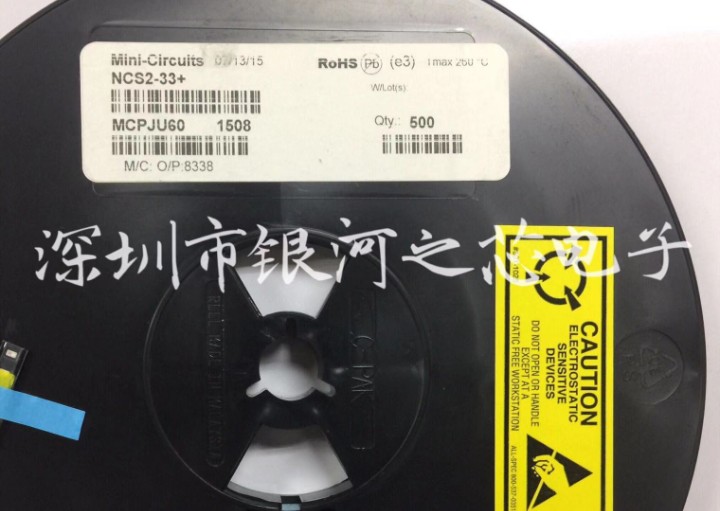 Mini-Circuits 07/13/15
NCS2-33+
MCPJU60 1508
M/C: O/P:8338
RoHS Pb (e3) Tmax 260 °C
W/Lot(s)
Qty.: 500
深圳市银河之芯电子
CAUTION
ELECTROSTATIC
SENSITIVE
DEVICES
DO NOT OPEN OR HANDLE
EXCEPT AT A
STATIC FREE WORKSTATION